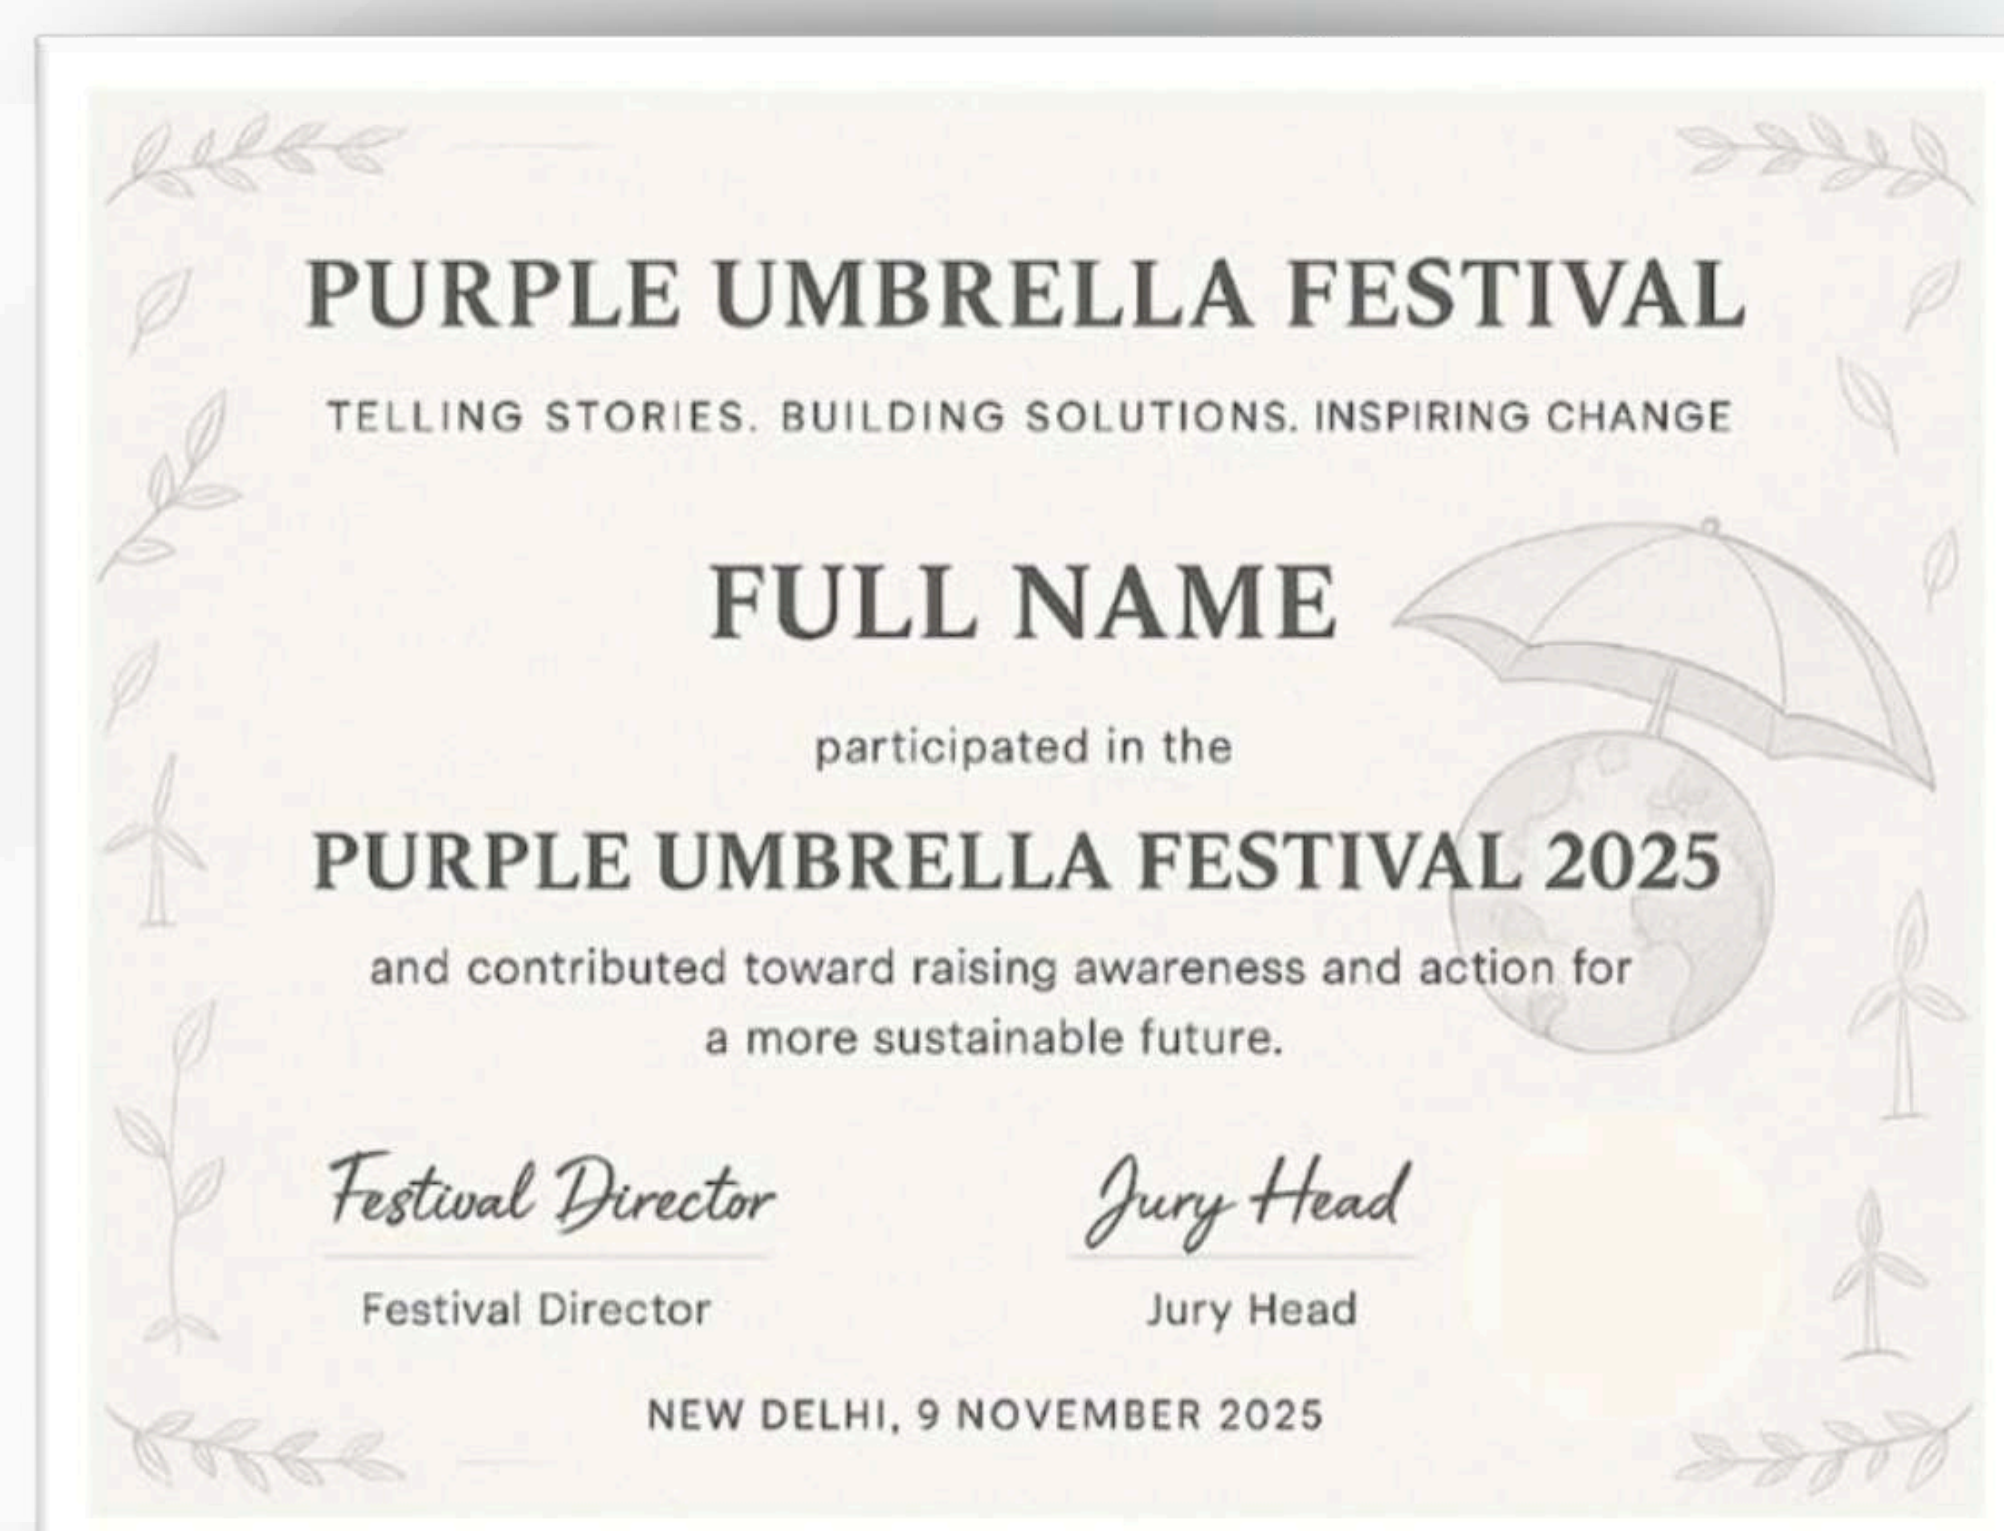 PURPLE UMBRELLA FESTIVAL
TELLING STORIES. BUILDING SOLUTIONS. INSPIRING CHANGE
FULL NAME
participated in the
PURPLE UMBRELLA FESTIVAL 2025
and contributed toward raising awareness and action for
a more sustainable future.
Festival Director
Jury Head
Festival Director
Jury Head
NEW DELHI, 9 NOVEMBER 2025